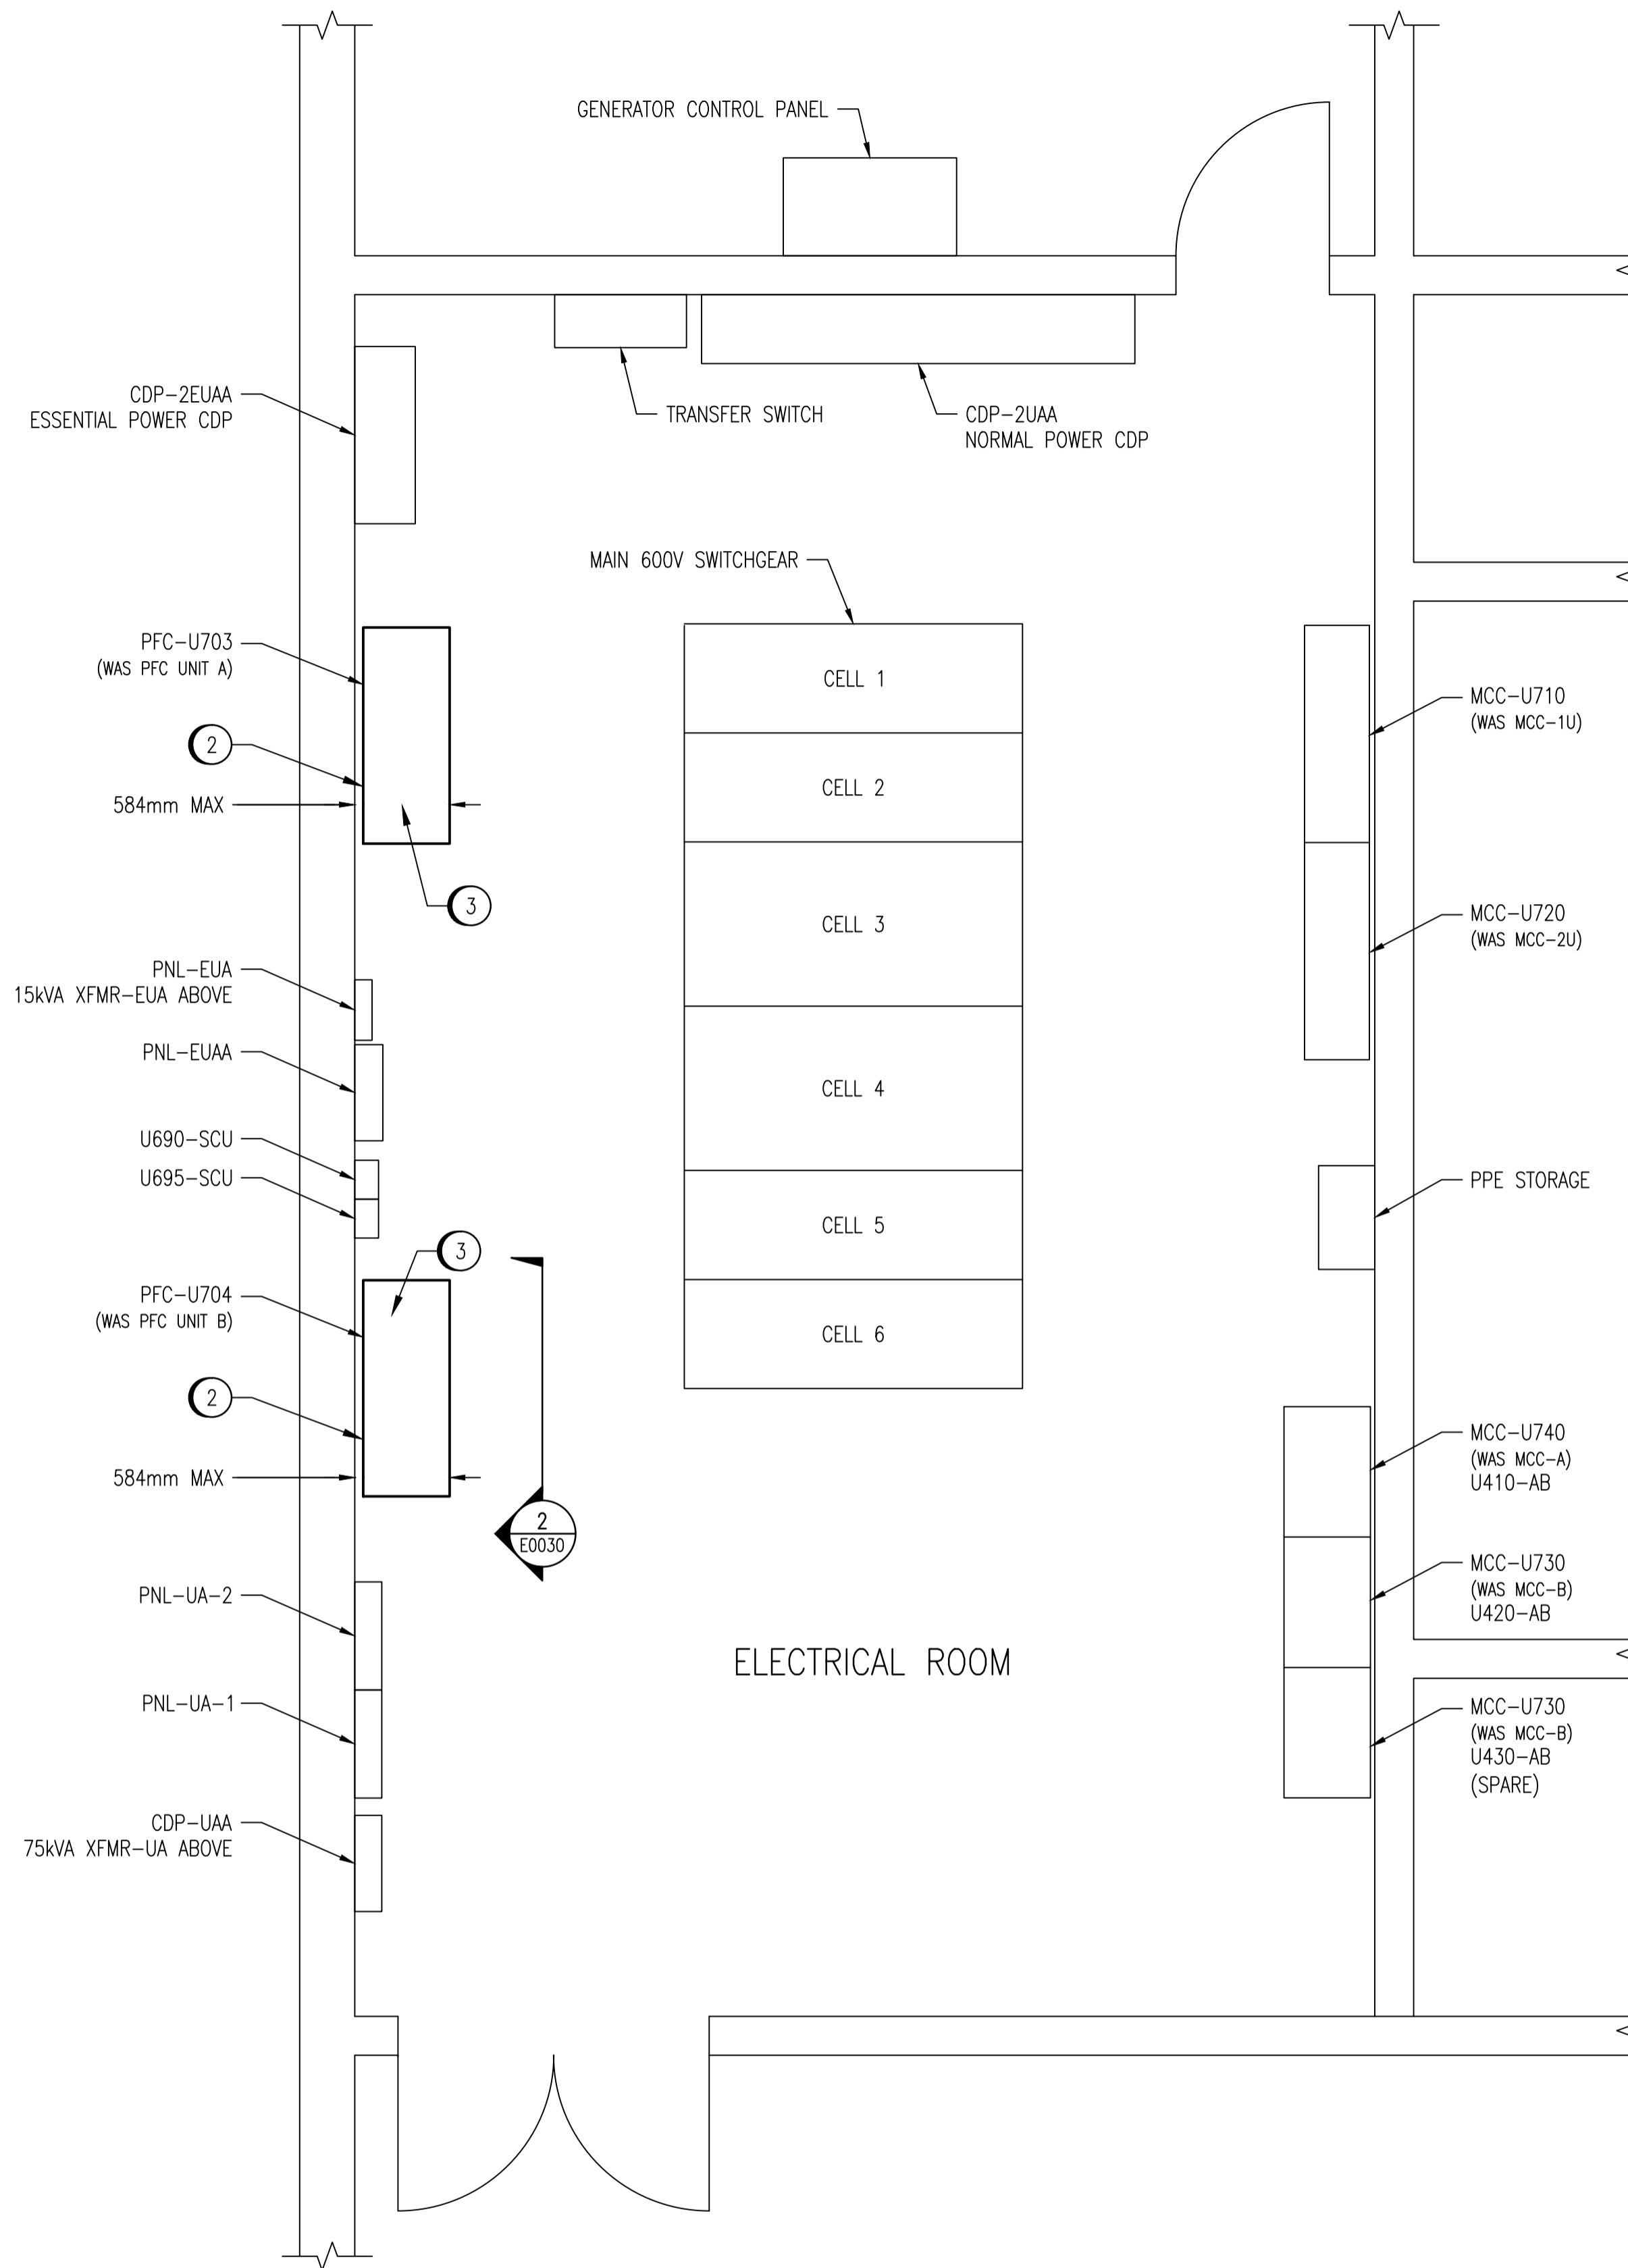 GENERATOR CONTROL PANEL
CDP-2EUAA
ESSENTIAL POWER CDP
TRANSFER SWITCH
CDP-2UAA
NORMAL POWER CDP
MAIN 600V SWITCHGEAR
CELL 1
CELL 2
CELL 3
CELL 4
CELL 5
CELL 6
PFC-U703
(WAS PFC UNIT A)
2
584mm MAX
3
PNL-EUA
15kVA XFMR-EUA ABOVE
PNL-EUAA
U690-SCU
U695-SCU
3
PFC-U704
(WAS PFC UNIT B)
2
584mm MAX
2
E0030
PNL-UA-2
PNL-UA-1
CDP-UAA
75kVA XFMR-UA ABOVE
ELECTRICAL ROOM
MCC-U710
(WAS MCC-1U)
MCC-U720
(WAS MCC-2U)
PPE STORAGE
MCC-U740
(WAS MCC-A)
U410-AB
MCC-U730
(WAS MCC-B)
U420-AB
MCC-U730
(WAS MCC-B)
U430-AB
(SPARE)